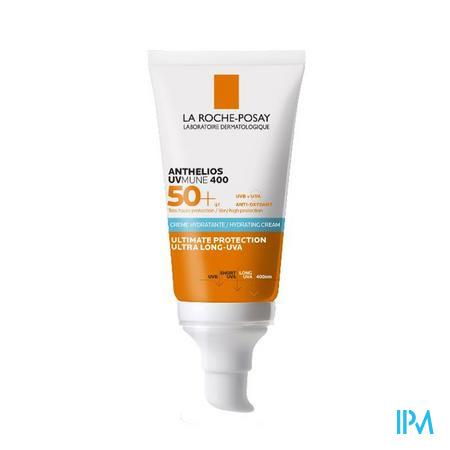 LA ROCHE-POSAY
LABORATOIRE DERMATOLOGIQUE
ANTHELIOS
UVMUNE 400
50+
UVB + UVA
ANTI-OXYDANT
Très haute protection / Very high protection
CRÈME HYDRATANTE / HYDRATING CREAM
ULTIMATE PROTECTION
ULTRA LONG-UVA
UVB
SHORT UVA
LONG UVA
400nm
IPM